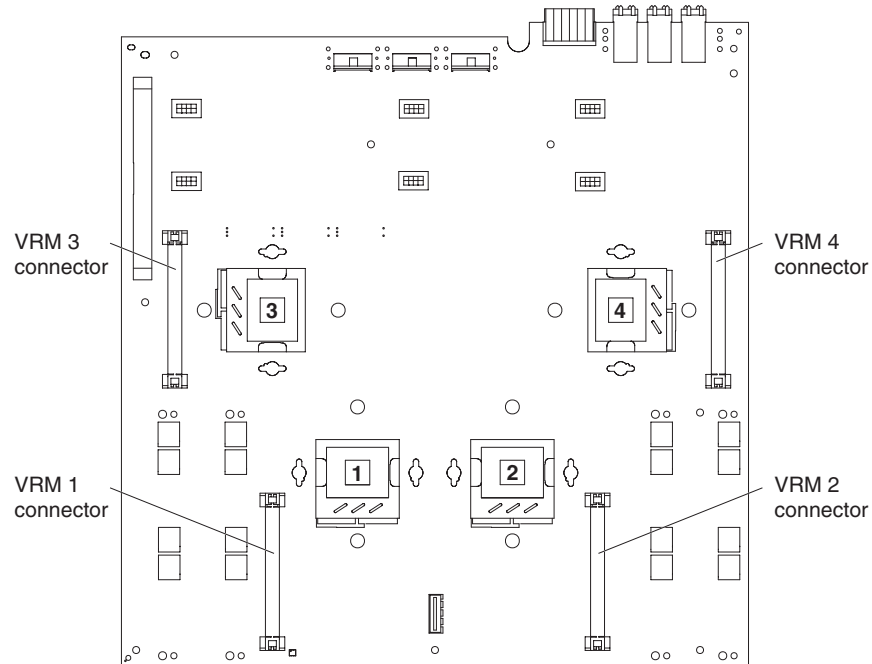 VRM 3
connector
VRM 4
connector
3
4
1
2
VRM 1
connector
VRM 2
connector